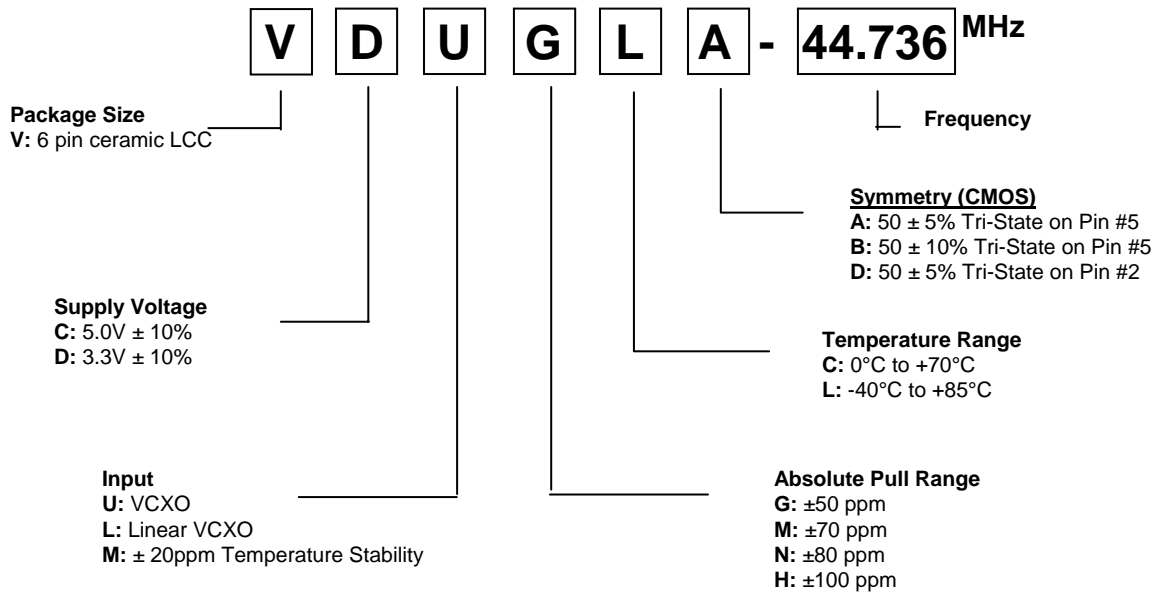 V D U G L A - 44.736 MHz
Package Size
V: 6 pin ceramic LCC
Frequency
Symmetry (CMOS)
A: 50 ± 5% Tri-State on Pin #5
B: 50 ± 10% Tri-State on Pin #5
D: 50 ± 5% Tri-State on Pin #2
Supply Voltage
C: 5.0V ± 10%
D: 3.3V ± 10%
Temperature Range
C: 0°C to +70°C
L: -40°C to +85°C
Input
U: VCXO
L: Linear VCXO
M: ± 20ppm Temperature Stability
Absolute Pull Range
G: ±50 ppm
M: ±70 ppm
N: ±80 ppm
H: ±100 ppm